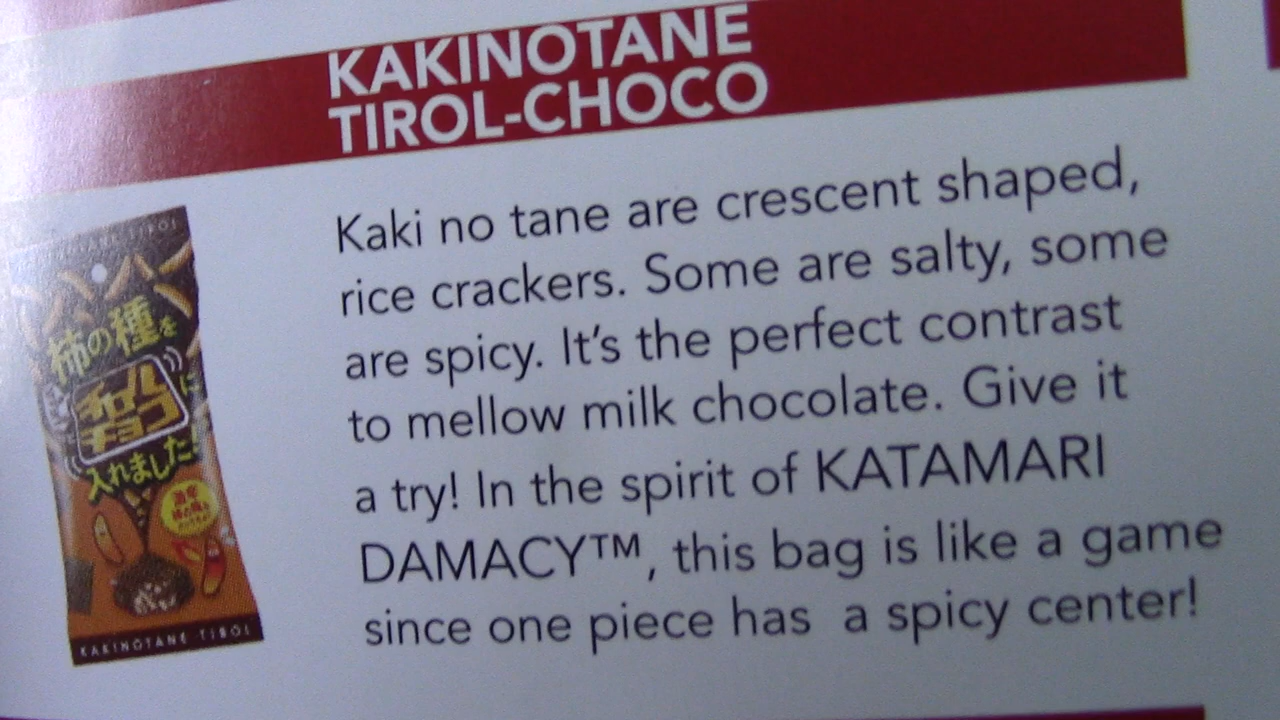 KAKINOTANE
TIROL-CHOCO
Kaki no tane are crescent shaped,
rice crackers. Some are salty, some
are spicy. It's the perfect contrast
to mellow milk chocolate. Give it
a try! In the spirit of KATAMARI
DAMACY™, this bag is like a game
since one piece has a spicy center!
KAKINOTANE TIROL
柿の種を
チロル
チョコに
入れました!
KAKINOTANE TIROL